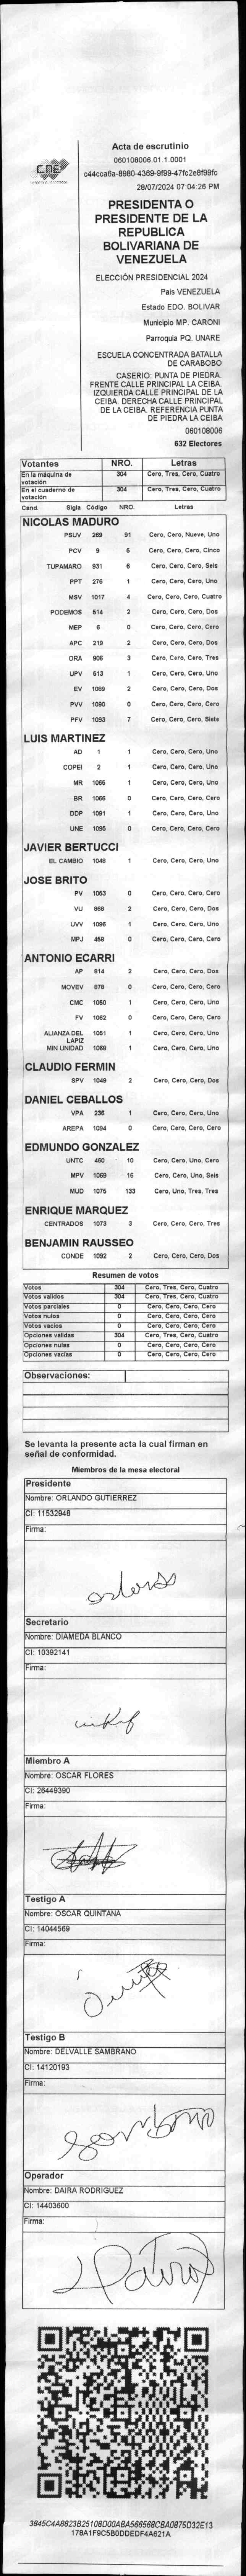 CNE
Acta de escrutinio
060108006.01.1.0001
c44cca6a-8980-4369-9f99-47fc2e8f99fc
28/07/2024 07:04:26 PM
PRESIDENTA O
PRESIDENTE DE LA
REPUBLICA
BOLIVARIANA DE
VENEZUELA
ELECCIÓN PRESIDENCIAL 2024
Pais VENEZUELA
Estado EDO. BOLIVAR
Municipio MP. CARONI
Parroquia PQ. UNARE
ESCUELA CONCENTRADA BATALLA
DE CARABOBO
CASERIO: PUNTA DE PIEDRA.
FRENTE CALLE PRINCIPAL LA CEIBA.
IZQUIERDA CALLE PRINCIPAL DE LA
CEIBA. DERECHA CALLE PRINCIPAL
DE LA CEIBA. REFERENCIA PUNTA
DE PIEDRA LA CEIBA
060108006
632 Electores
Votantes NRO. Letras
En la máquina de votación 304 Cero, Tres, Cero, Cuatro
En el cuaderno de votación 304 Cero, Tres, Cero, Cuatro
Cand. Sigla Código NRO. Letras
NICOLAS MADURO
PSUV 269 91 Cero, Cero, Nueve, Uno
PCV 9 5 Cero, Cero, Cero, Cinco
TUPAMARO 931 6 Cero, Cero, Cero, Seis
PPT 276 1 Cero, Cero, Cero, Uno
MSV 1017 4 Cero, Cero, Cero, Cuatro
PODEMOS 514 2 Cero, Cero, Cero, Dos
MEP 6 0 Cero, Cero, Cero, Cero
APC 219 2 Cero, Cero, Cero, Dos
ORA 906 3 Cero, Cero, Cero, Tres
UPV 513 1 Cero, Cero, Cero, Uno
EV 1089 2 Cero, Cero, Cero, Dos
PVV 1090 0 Cero, Cero, Cero, Cero
PFV 1093 7 Cero, Cero, Cero, Siete
LUIS MARTINEZ
AD 1 1 Cero, Cero, Cero, Uno
COPEI 2 1 Cero, Cero, Cero, Uno
MR 1065 1 Cero, Cero, Cero, Uno
BR 1066 0 Cero, Cero, Cero, Cero
DDP 1091 1 Cero, Cero, Cero, Uno
UNE 1095 0 Cero, Cero, Cero, Cero
JAVIER BERTUCCI
EL CAMBIO 1048 1 Cero, Cero, Cero, Uno
JOSE BRITO
PV 1053 0 Cero, Cero, Cero, Cero
VU 868 2 Cero, Cero, Cero, Dos
UVV 1096 1 Cero, Cero, Cero, Uno
MPJ 458 0 Cero, Cero, Cero, Cero
ANTONIO ECARRI
AP 814 2 Cero, Cero, Cero, Dos
MOVEV 878 0 Cero, Cero, Cero, Cero
CMC 1050 1 Cero, Cero, Cero, Uno
FV 1062 0 Cero, Cero, Cero, Cero
ALIANZA DEL LAPIZ 1051 1 Cero, Cero, Cero, Uno
MIN UNIDAD 1069 1 Cero, Cero, Cero, Uno
CLAUDIO FERMIN
SPV 1049 2 Cero, Cero, Cero, Dos
DANIEL CEBALLOS
VPA 236 1 Cero, Cero, Cero, Uno
AREPA 1094 0 Cero, Cero, Cero, Cero
EDMUNDO GONZALEZ
UNTC 460 10 Cero, Cero, Uno, Cero
MPV 1069 16 Cero, Cero, Uno, Seis
MUD 1075 133 Cero, Uno, Tres, Tres
ENRIQUE MARQUEZ
CENTRADOS 1073 3 Cero, Cero, Cero, Tres
BENJAMIN RAUSSEO
CONDE 1092 2 Cero, Cero, Cero, Dos
Resumen de votos
Votos 304 Cero, Tres, Cero, Cuatro
Votos validos 304 Cero, Tres, Cero, Cuatro
Votos parciales 0 Cero, Cero, Cero, Cero
Votos nulos 0 Cero, Cero, Cero, Cero
Votos vacios 0 Cero, Cero, Cero, Cero
Opciones validas 304 Cero, Tres, Cero, Cuatro
Opciones nulas 0 Cero, Cero, Cero, Cero
Opciones vacias 0 Cero, Cero, Cero, Cero
Observaciones:
Se levanta la presente acta la cual firman en
señal de conformidad.
Miembros de la mesa electoral
Presidente
Nombre: ORLANDO GUTIERREZ
CI: 11532948
Firma:
Secretario
Nombre: DIAMEDA BLANCO
CI: 10392141
Firma:
Miembro A
Nombre: OSCAR FLORES
CI: 26449390
Firma:
Testigo A
Nombre: OSCAR QUINTANA
CI: 14044569
Firma:
Testigo B
Nombre: DELVALLE SAMBRANO
CI: 14120193
Firma:
Operador
Nombre: DAIRA RODRIGUEZ
CI: 14403600
Firma:
178A1F9C5B0DDEDF4A621A